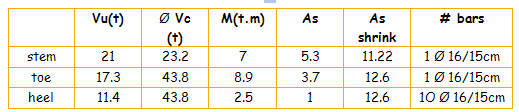 Vu(t) Ø Vc (t) M(t.m) As As shrink # bars
stem 21 23.2 7 5.3 11.22 1 Ø 16/15cm
toe 17.3 43.8 8.9 3.7 12.6 1 Ø 16/15cm
heel 11.4 43.8 2.5 1 12.6 10 Ø 16/15cm